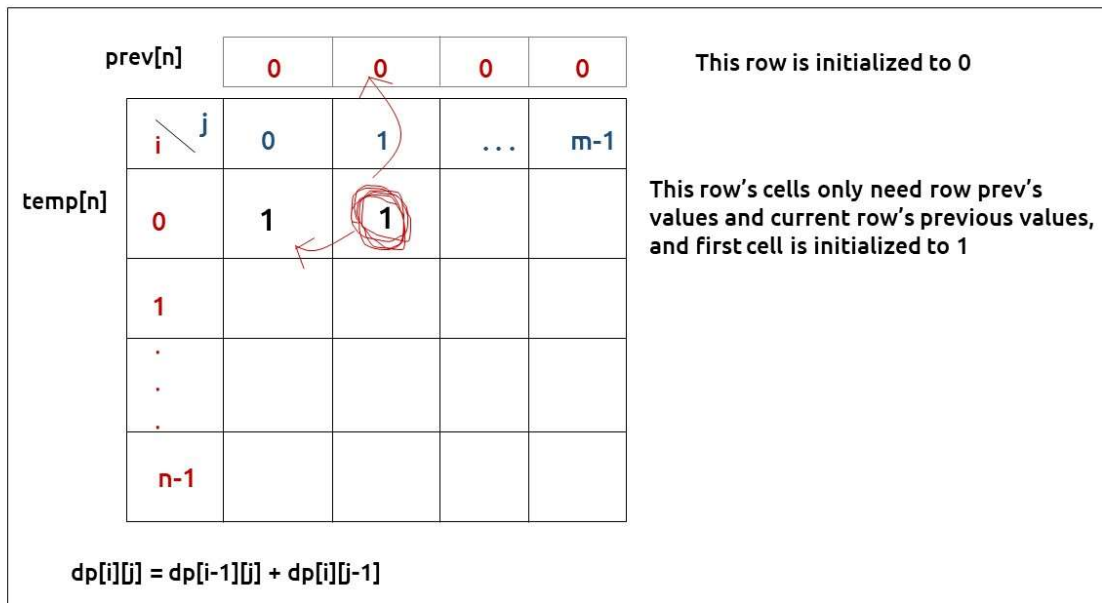 prev[n] 0 0 0 0 This row is initialized to 0
i j 0 1 ... m-1
temp[n] 0 1 1
This row's cells only need row prev's
values and current row's previous values,
and first cell is initialized to 1
1
.
.
.
n-1
dp[i][j] = dp[i-1][j] + dp[i][j-1]